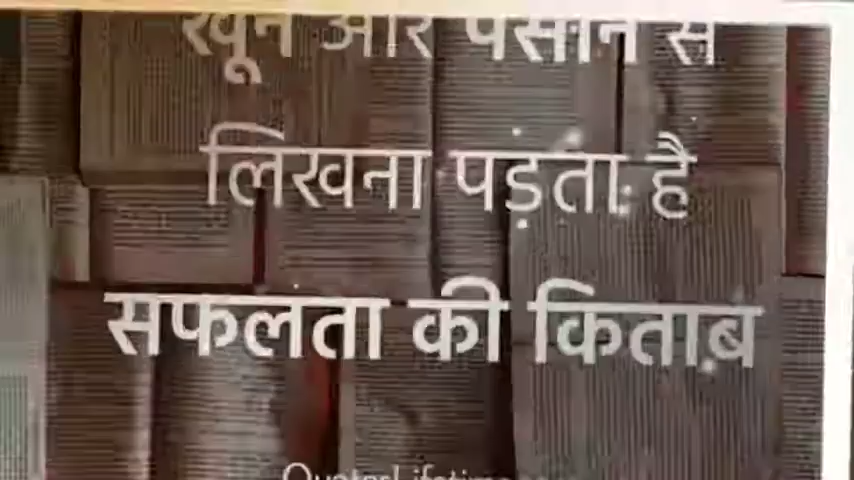 खून और पसीने से
लिखना पड़ता है
सफलता की किताब